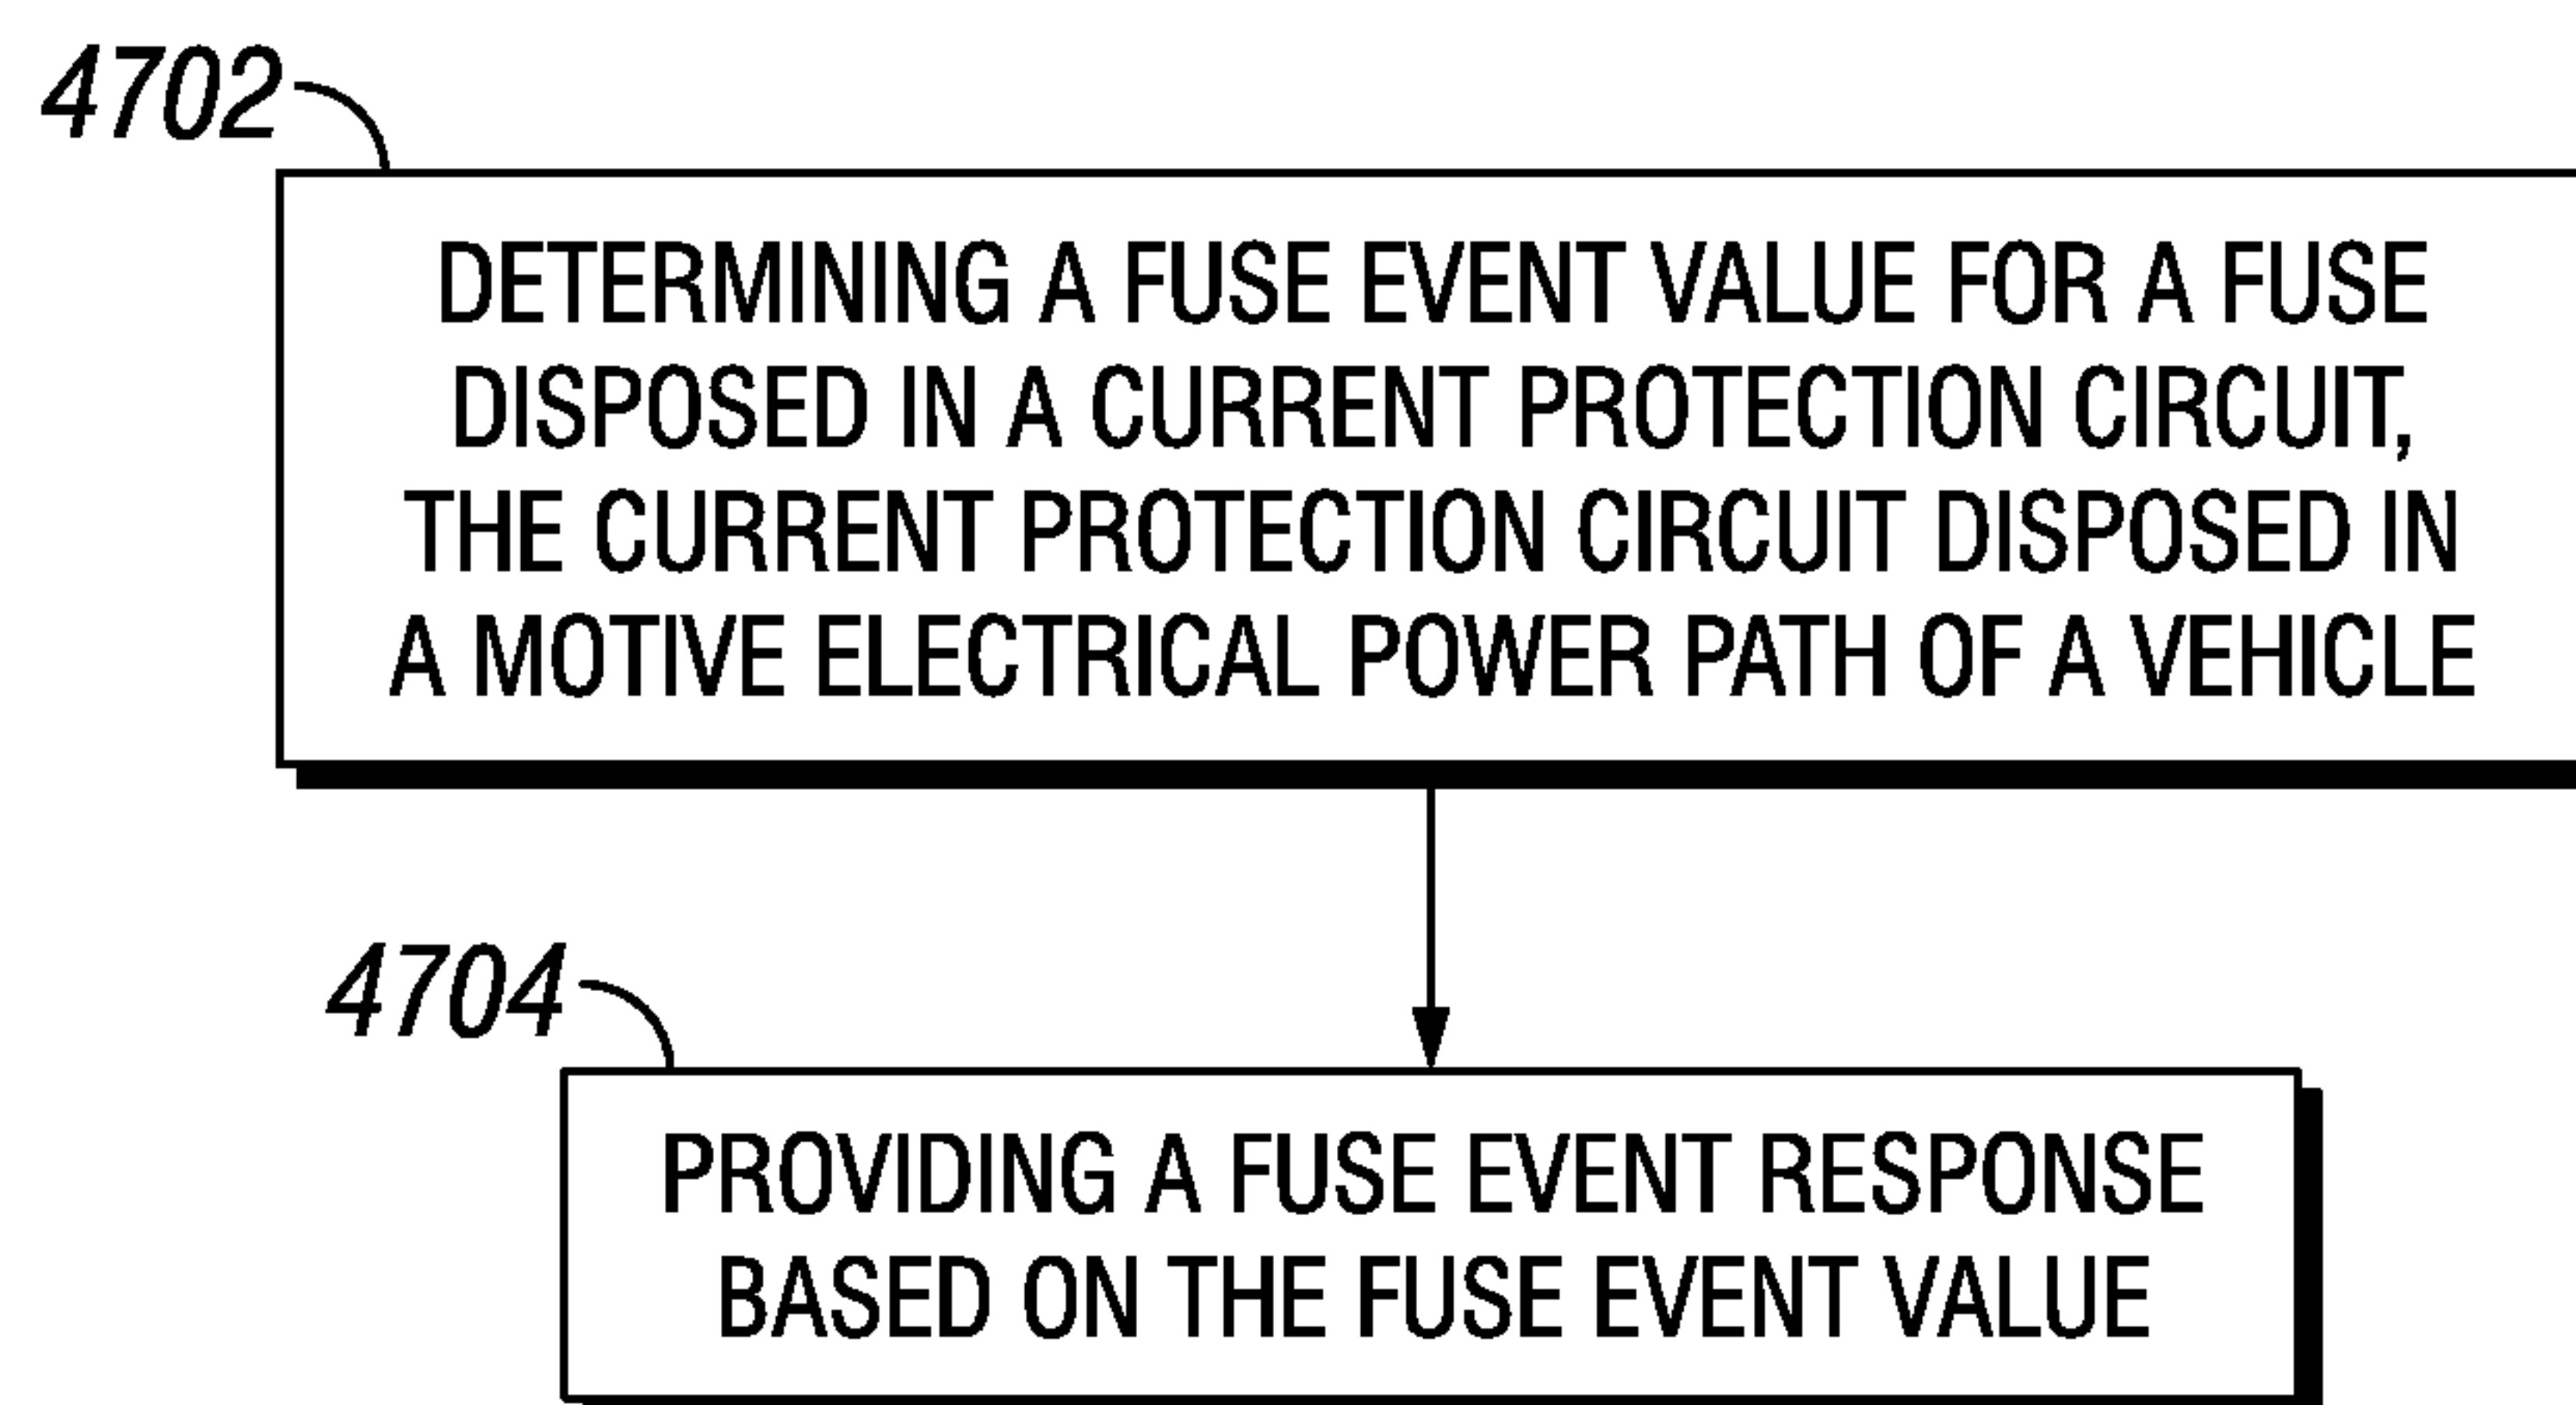 4702
DETERMINING A FUSE EVENT VALUE FOR A FUSE
DISPOSED IN A CURRENT PROTECTION CIRCUIT,
THE CURRENT PROTECTION CIRCUIT DISPOSED IN
A MOTIVE ELECTRICAL POWER PATH OF A VEHICLE
4704
PROVIDING A FUSE EVENT RESPONSE
BASED ON THE FUSE EVENT VALUE